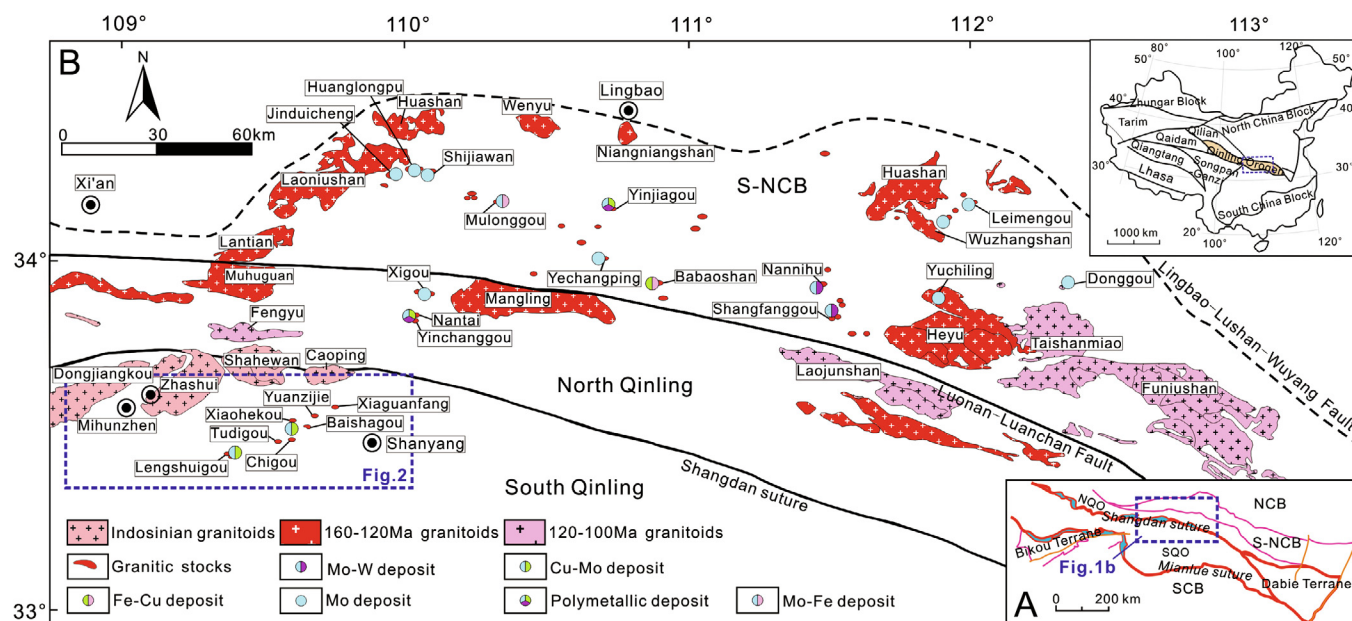 109°
110°
111°
112°
113°
B
N
0
30
60km
Xi'an
34°
33°
Huanglongpu
Jinduicheng
Huashan
Wenyu
Lingbao
Niangniangshan
Laoniushan
Shijiawan
S-NCB
Mulonggou
Yinjiagou
Huashan
Leimengou
Wuzhangshan
Lantian
Muhuguan
Xigou
Yechangping
Babaoshan
Nannihu
Yuchiling
Donggou
Mangling
Shangfanggou
Fengyu
Nantai
Yinchanggou
Heyu
Taishanmiao
Shahewan
Caoping
Laojunshan
Funiushan
Dongjiangkou
Zhashui
North Qinling
Yuanzijie
Xiaguanfang
Mihunzhen
Xiaohekou
Baishagou
Tudigou
Shanyang
Lengshuigou
Chigou
Fig.2
South Qinling
Shangdan suture
Luonan-Luanchan Fault
Lingbao-Lushan-Wuyang Fault
Indosinian granitoids
160-120Ma granitoids
120-100Ma granitoids
Granitic stocks
Mo-W deposit
Cu-Mo deposit
Fe-Cu deposit
Mo deposit
Polymetallic deposit
Mo-Fe deposit
80°
100°
120°
50°
50°
40°
40°
30°
30°
20°
100°
120°
Zhungar Block
Tarim
Qilian
North China Block
Qaidam
Qinling Orogen
Qiangtang
Songpan
Ganzi
Lhasa
South China Block
1000 km
NQO
Shangdan suture
NCB
S-NCB
Bikou Terrane
SQO
Fig.1b
Mianlue suture
Dabie Terrane
SCB
A
0
200 km